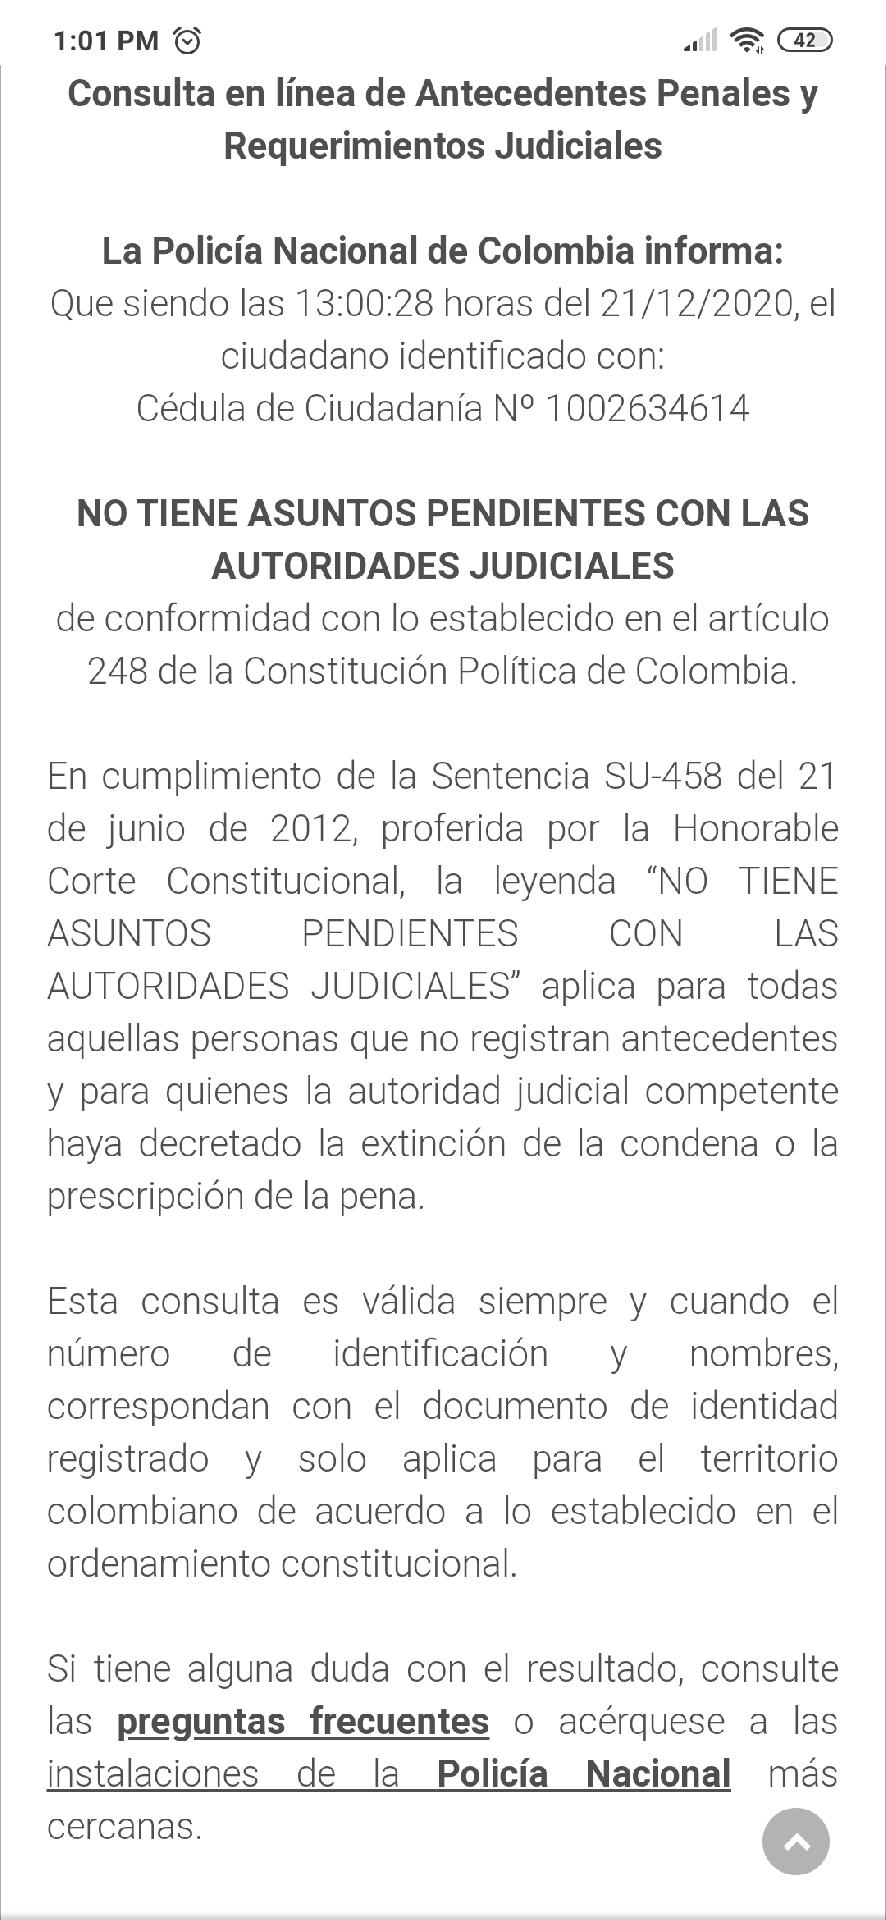 1:01 PM
42
Consulta en línea de Antecedentes Penales y
Requerimientos Judiciales
La Policía Nacional de Colombia informa:
Que siendo las 13:00:28 horas del 21/12/2020, el
ciudadano identificado con:
Cédula de Ciudadanía Nº 1002634614
NO TIENE ASUNTOS PENDIENTES CON LAS
AUTORIDADES JUDICIALES
de conformidad con lo establecido en el artículo
248 de la Constitución Política de Colombia.
En cumplimiento de la Sentencia SU-458 del 21
de junio de 2012, proferida por la Honorable
Corte Constitucional, la leyenda “NO TIENE
ASUNTOS PENDIENTES CON LAS
AUTORIDADES JUDICIALES” aplica para todas
aquellas personas que no registran antecedentes
y para quienes la autoridad judicial competente
haya decretado la extinción de la condena o la
prescripción de la pena.
Esta consulta es válida siempre y cuando el
número de identificación y nombres,
correspondan con el documento de identidad
registrado y solo aplica para el territorio
colombiano de acuerdo a lo establecido en el
ordenamiento constitucional.
Si tiene alguna duda con el resultado, consulte
las preguntas frecuentes o acérquese a las
instalaciones de la Policía Nacional más
cercanas.